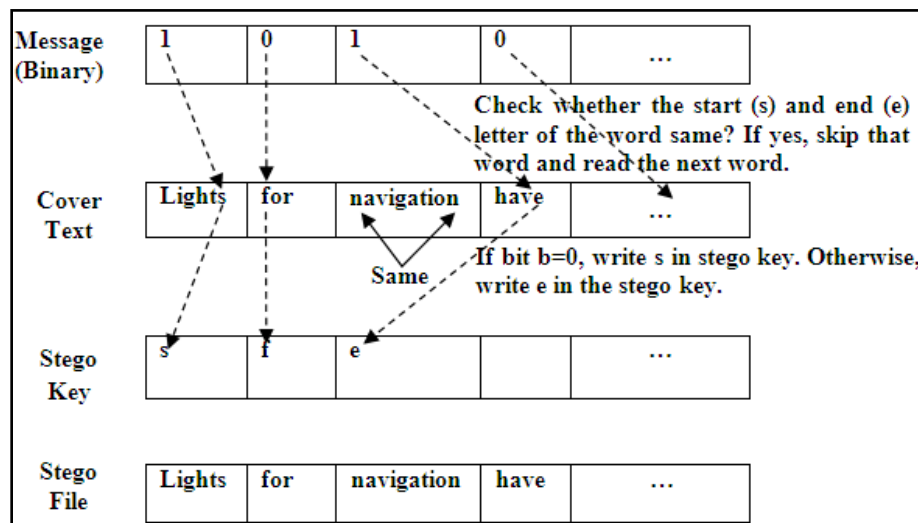 Message (Binary) 1 0 1 0 ...
Check whether the start (s) and end (e)
letter of the word same? If yes, skip that
word and read the next word.
Cover Text Lights for navigation have ...
Same
If bit b=0, write s in stego key. Otherwise,
write e in the stego key.
Stego Key s f e ...
Stego File Lights for navigation have ...